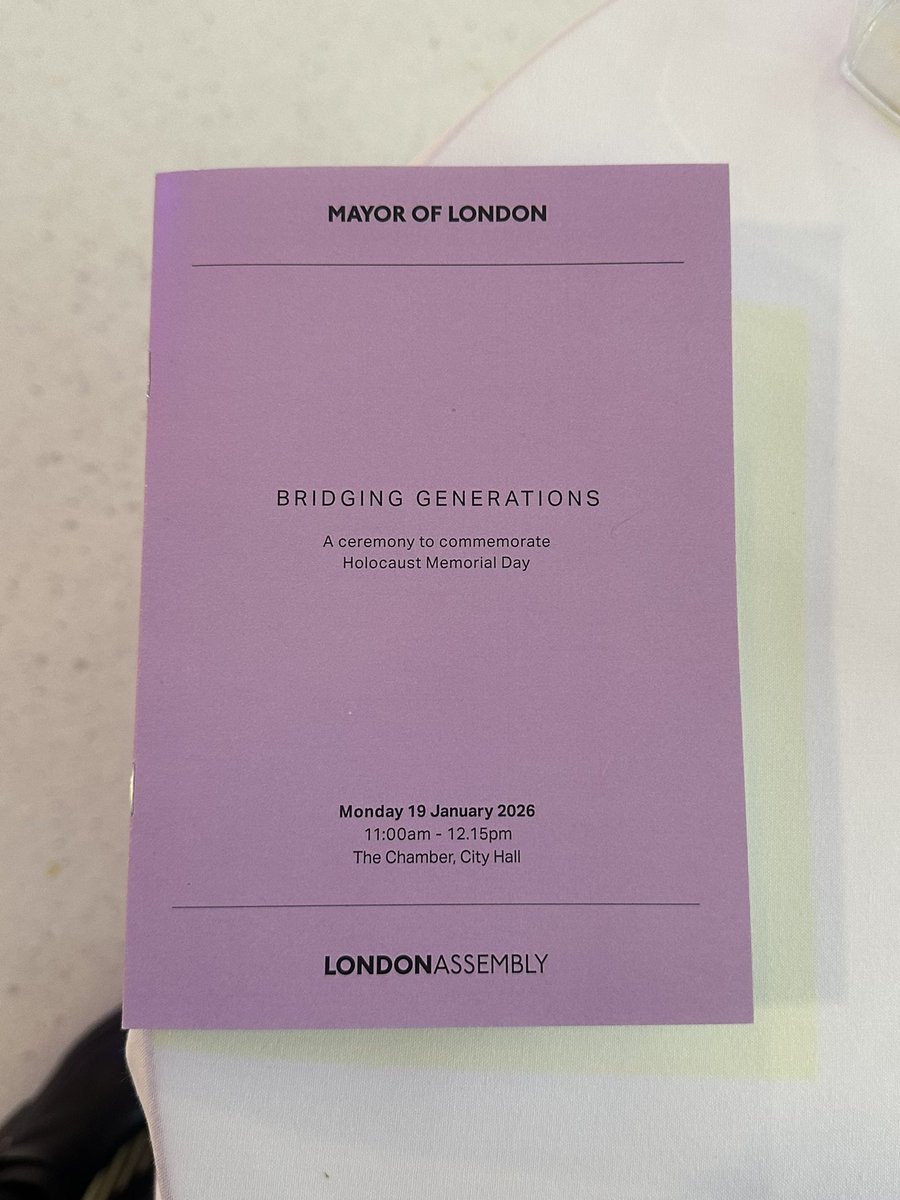 MAYOR OF LONDON
BRIDGING GENERATIONS
A ceremony to commemorate
Holocaust Memorial Day
Monday 19 January 2026
11:00am - 12.15pm
The Chamber, City Hall
LONDONASSEMBLY